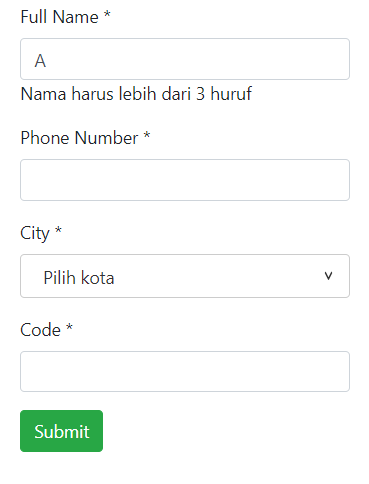 Full Name *
A
Nama harus lebih dari 3 huruf
Phone Number *
City *
Pilih kota
Code *
Submit